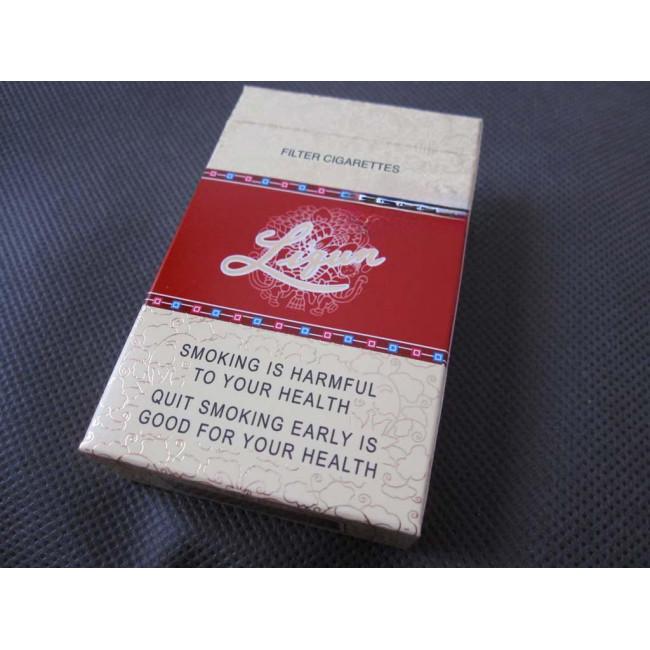 FILTER CIGARETTES
Liqun
SMOKING IS HARMFUL
TO YOUR HEALTH
QUIT SMOKING EARLY IS
GOOD FOR YOUR HEALTH